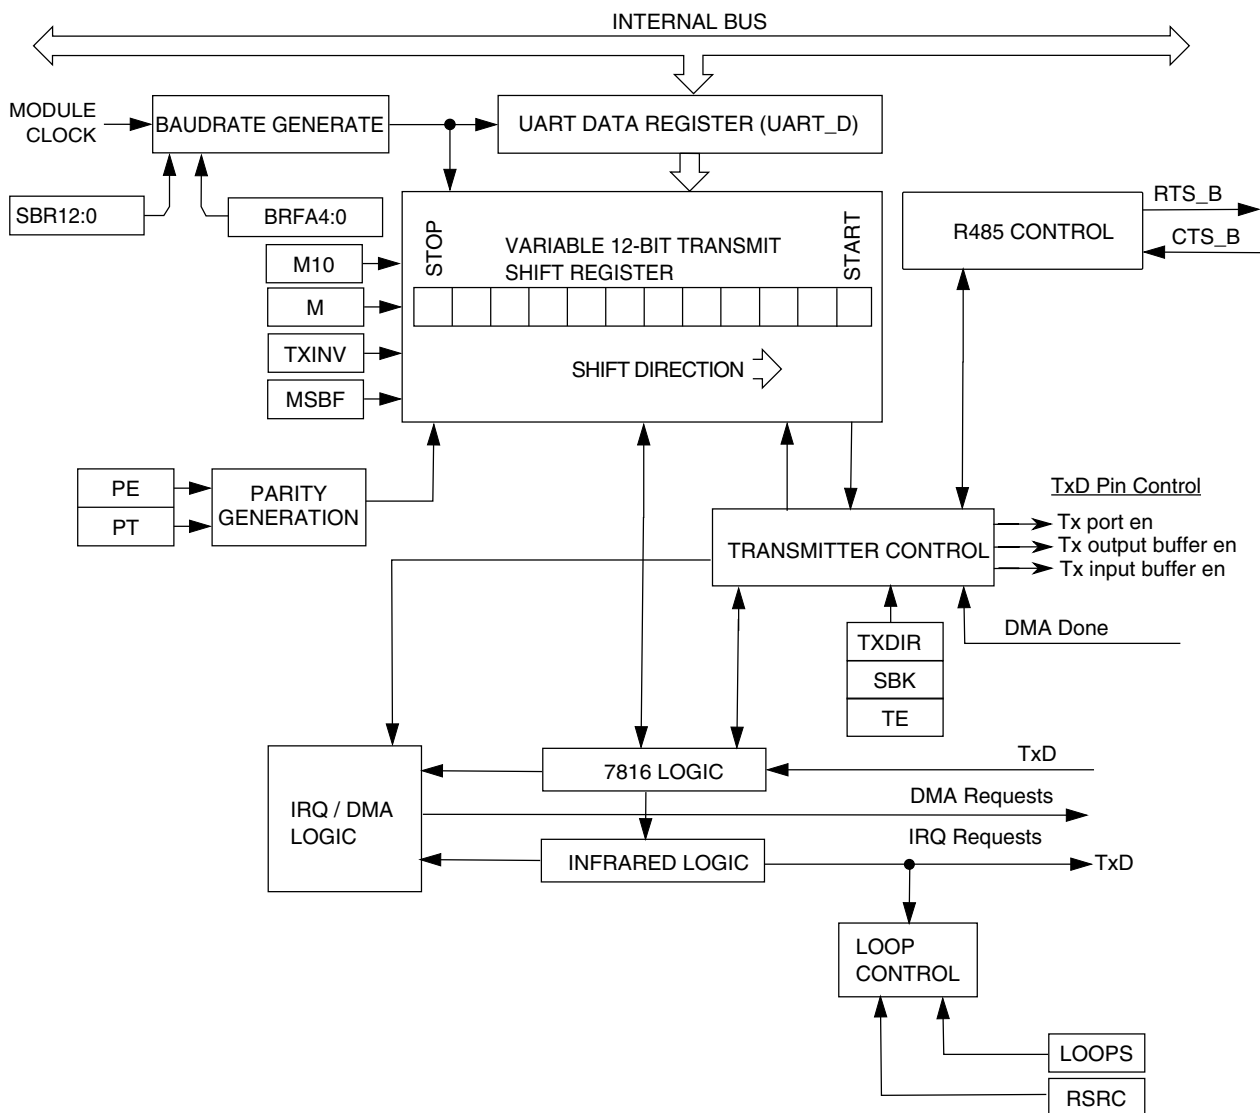 INTERNAL BUS
MODULE
CLOCK
BAUDRATE GENERATE
UART DATA REGISTER (UART_D)
SBR12:0
BRFA4:0
M10
M
TXINV
MSBF
STOP
VARIABLE 12-BIT TRANSMIT
SHIFT REGISTER
START
SHIFT DIRECTION
R485 CONTROL
RTS_B
CTS_B
PE
PT
PARITY
GENERATION
TRANSMITTER CONTROL
TxD Pin Control
Tx port en
Tx output buffer en
Tx input buffer en
DMA Done
TXDIR
SBK
TE
7816 LOGIC
TxD
IRQ / DMA
LOGIC
DMA Requests
IRQ Requests
INFRARED LOGIC
TxD
LOOP
CONTROL
LOOPS
RSRC